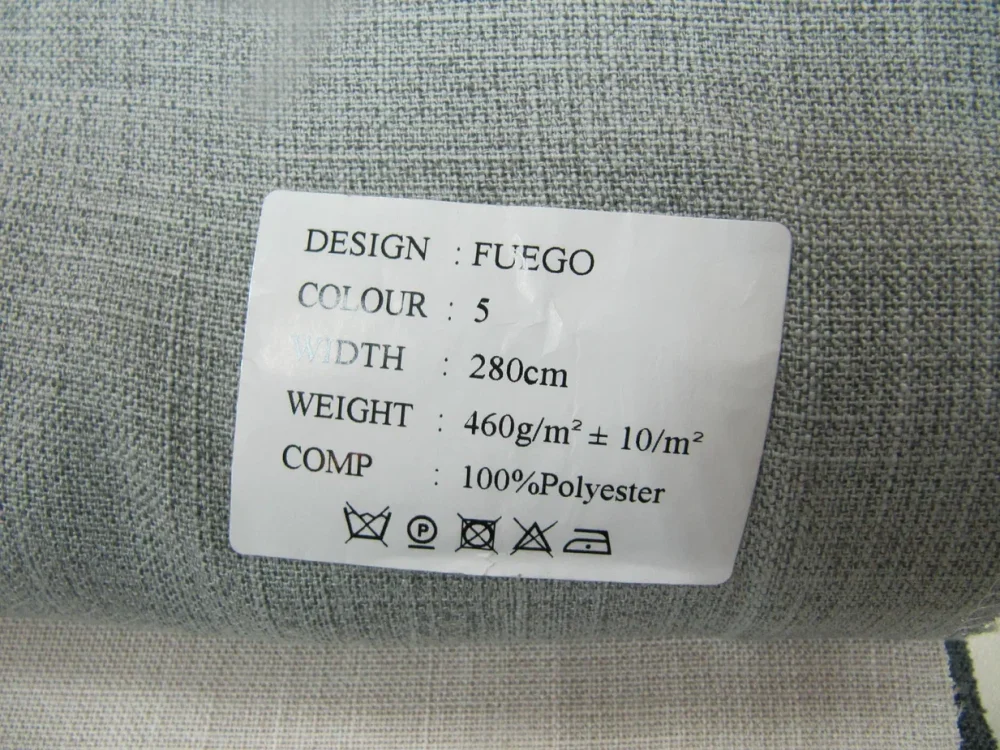 DESIGN : FUEGO
COLOUR : 5
WIDTH : 280cm
WEIGHT : 460g/m² ± 10/m²
COMP : 100%Polyester
P